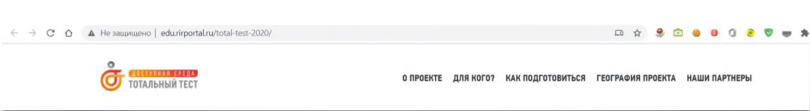 Не защищено | edu.rirportal.ru/total-test-2020/
ДОСТУПНАЯ СРЕДА
ТОТАЛЬНЫЙ ТЕСТ
О ПРОЕКТЕ ДЛЯ КОГО? КАК ПОДГОТОВИТЬСЯ ГЕОГРАФИЯ ПРОЕКТА НАШИ ПАРТНЕРЫ